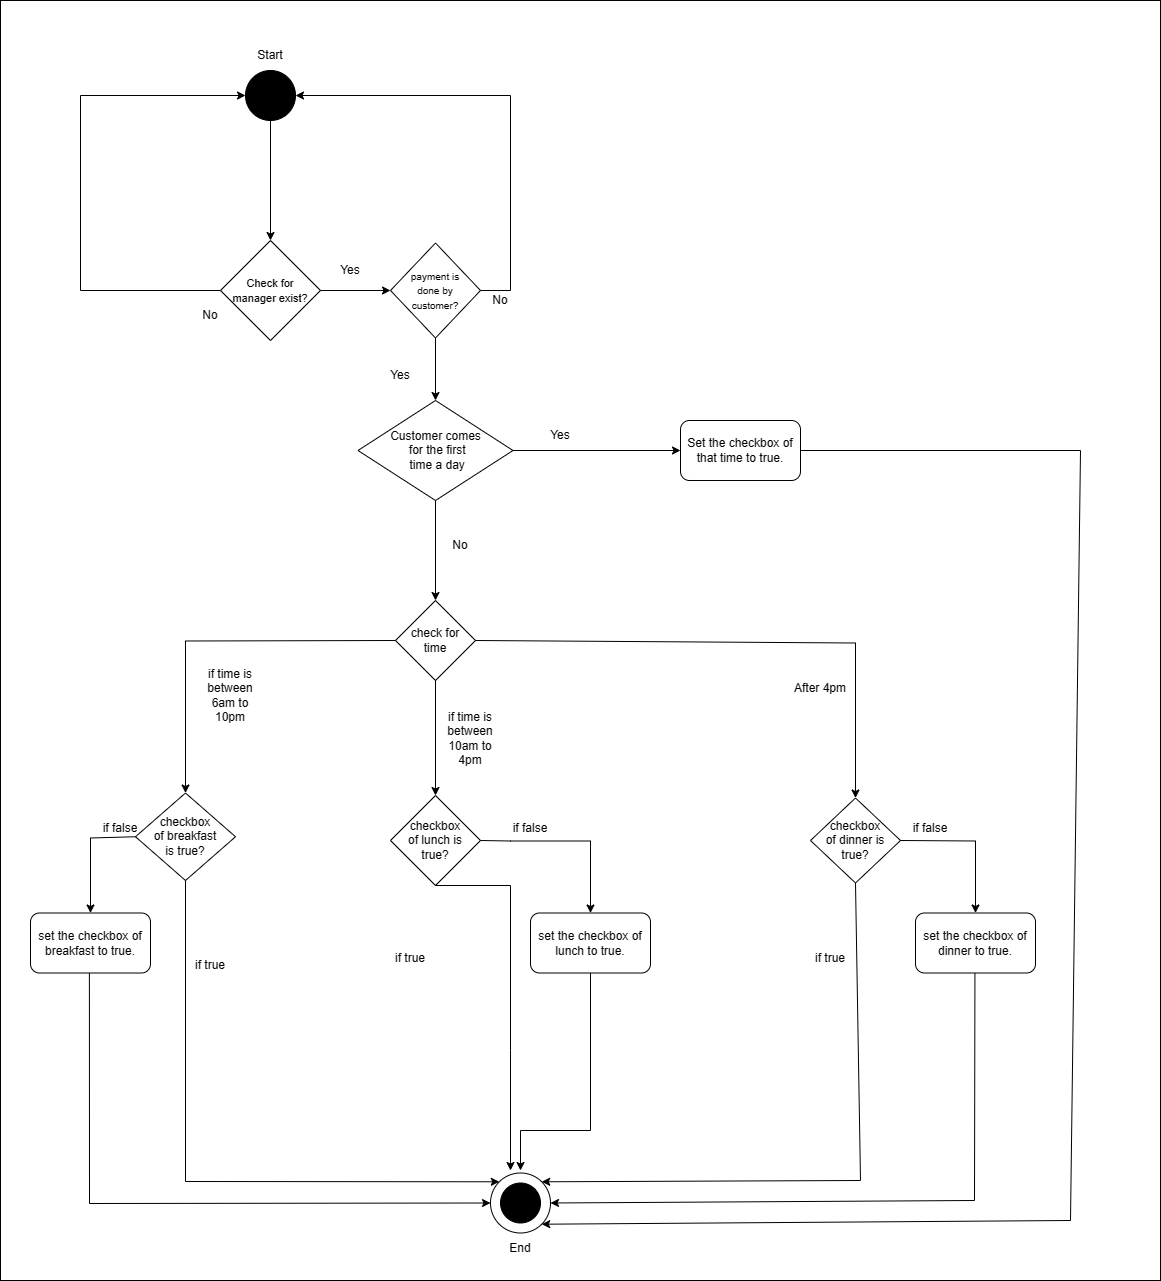 Start
Check for
manager exist?
Yes
No
payment is
done by
customer?
No
Yes
Customer comes
for the first
time a day
Yes
Set the checkbox of
that time to true.
No
check for
time
if time is
between
6am to
10pm
if time is
between
10am to
4pm
After 4pm
if false
checkbox
of breakfast
is true?
checkbox
of lunch is
true?
if false
checkbox
of dinner is
true?
if false
set the checkbox of
breakfast to true.
if true
if true
set the checkbox of
lunch to true.
if true
set the checkbox of
dinner to true.
End